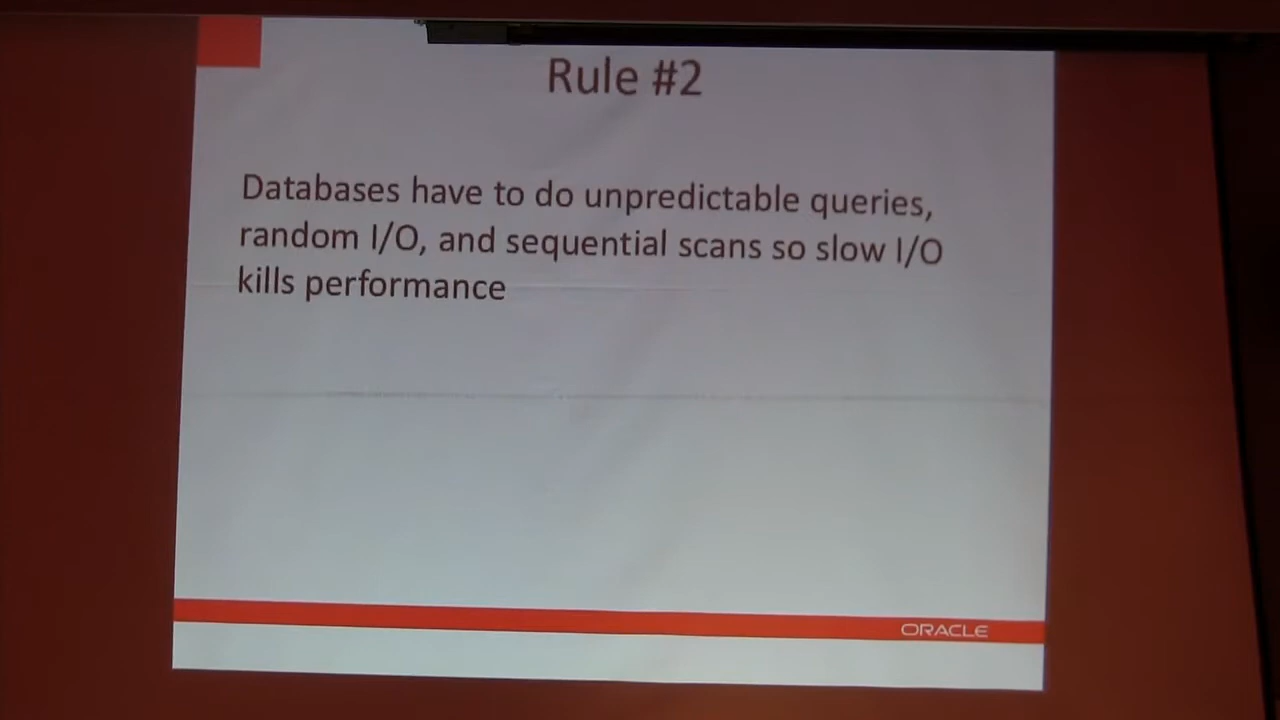 Rule #2
Databases have to do unpredictable queries,
random I/O, and sequential scans so slow I/O
kills performance
ORACLE